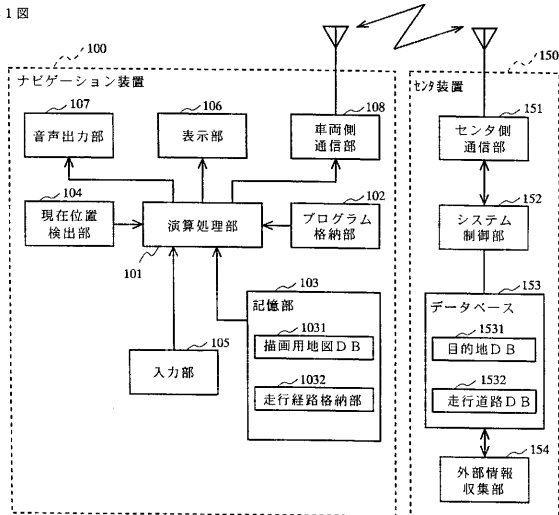 1図
100
150
ナビゲーション装置
センタ装置
107
106
108
151
音声出力部
表示部
車両側
通信部
センタ側
通信部
104
102
152
現在位置
検出部
演算処理部
プログラム
格納部
システム
制御部
101
103
153
記憶部
データベース
1031
1531
描画用地図DB
目的地DB
105
1032
1532
入力部
走行経路格納部
走行道路DB
154
外部情報
収集部